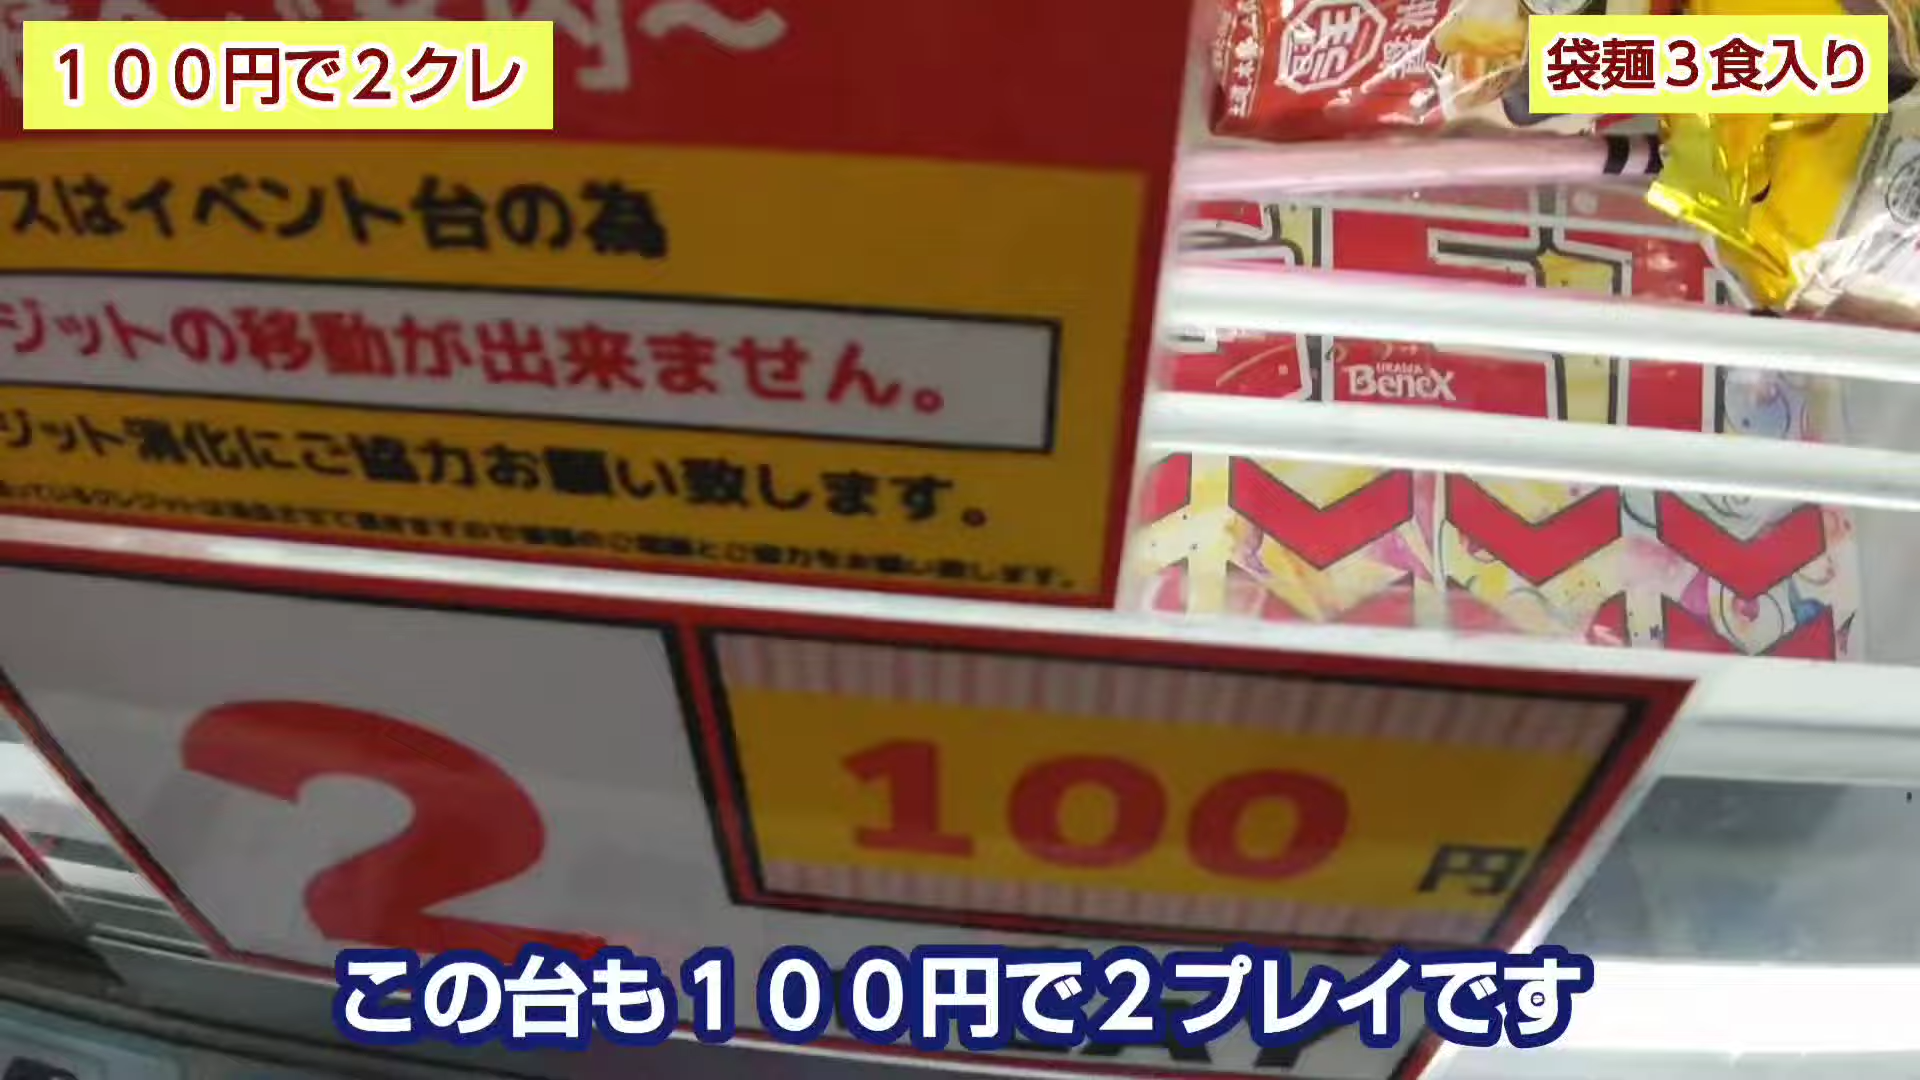 100円で2クレ
袋麺3食入り
スはイベント台の為
ジットの移動が出来ません。
ジット消化にご協力お願い致します。
URAWA
BeneX
2
100
円
この台も100円で2プレイです